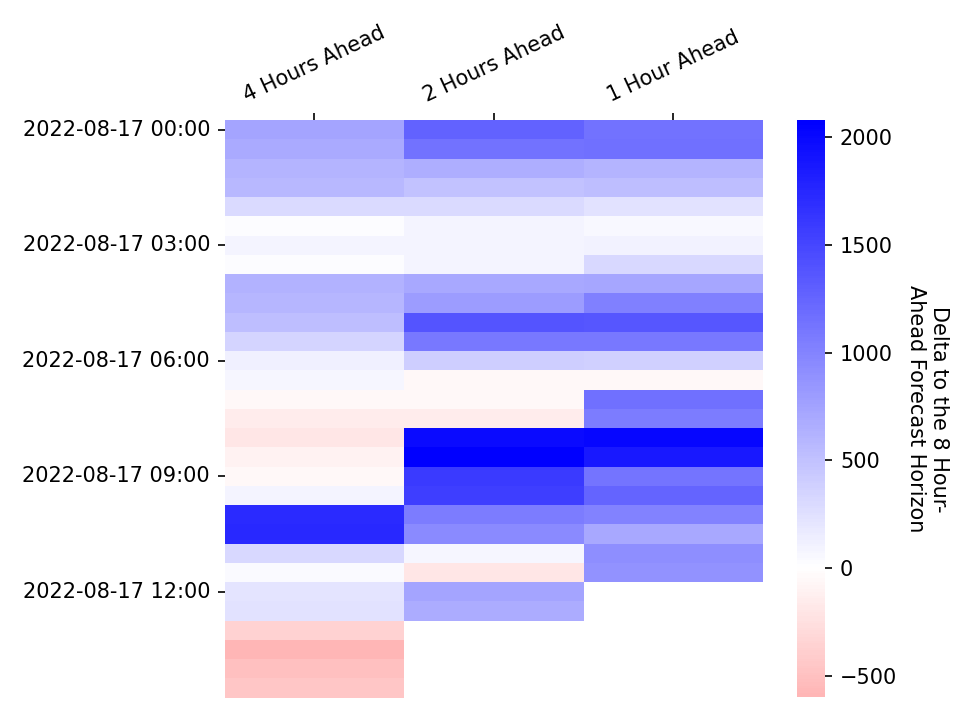 4 Hours Ahead
2 Hours Ahead
1 Hour Ahead
2022-08-17 00:00
2022-08-17 03:00
2022-08-17 06:00
2022-08-17 09:00
2022-08-17 12:00
2000
1500
1000
500
0
−500
Delta to the 8 Hour-
Ahead Forecast Horizon